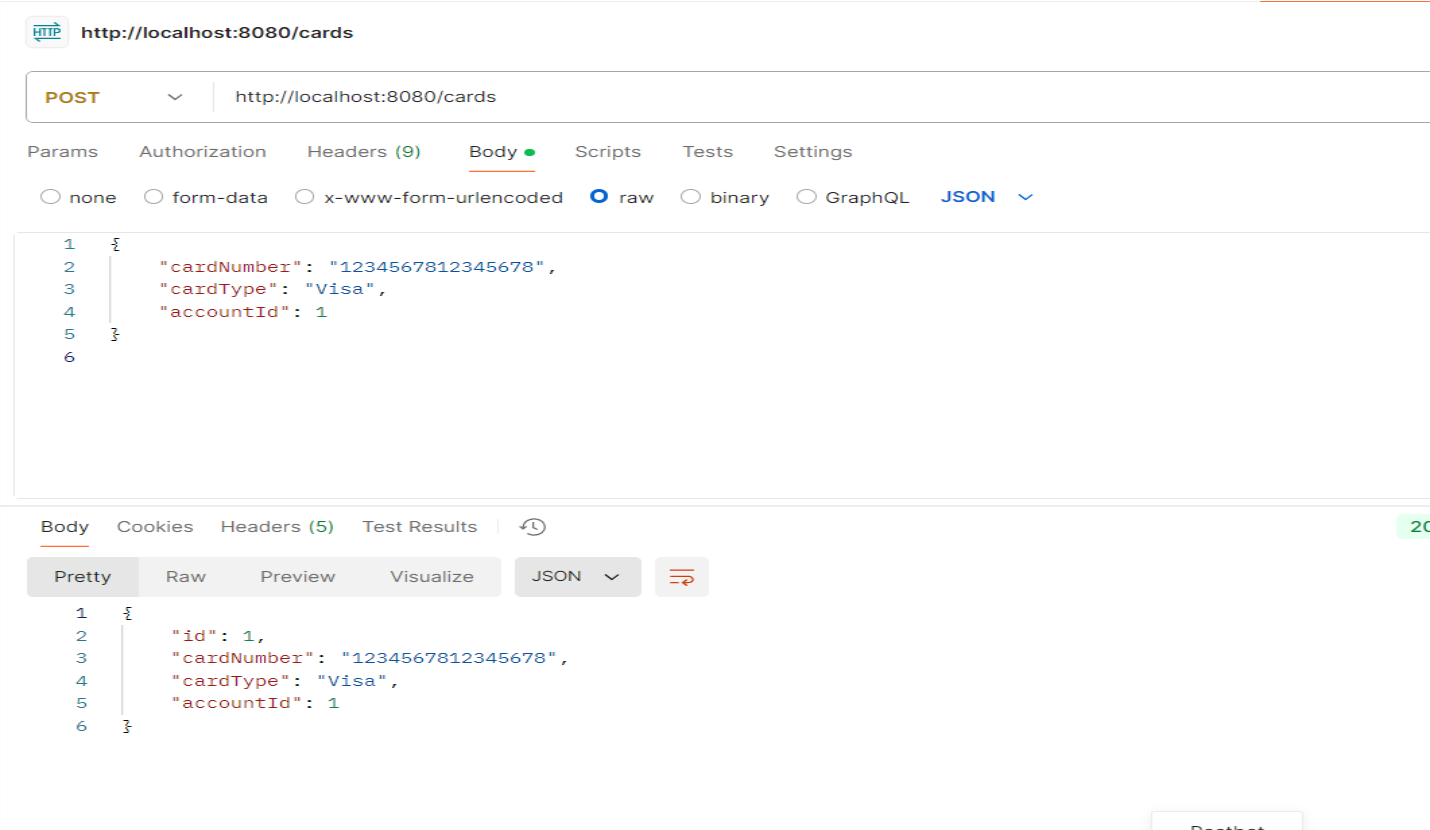 HTTP http://localhost:8080/cards
POST http://localhost:8080/cards
Params Authorization Headers (9) Body Scripts Tests Settings
none form-data x-www-form-urlencoded raw binary GraphQL JSON
1 {
2 "cardNumber": "1234567812345678",
3 "cardType": "Visa",
4 "accountId": 1
5 }
6
Body Cookies Headers (5) Test Results
Pretty Raw Preview Visualize JSON
1 {
2 "id": 1,
3 "cardNumber": "1234567812345678",
4 "cardType": "Visa",
5 "accountId": 1
6 }